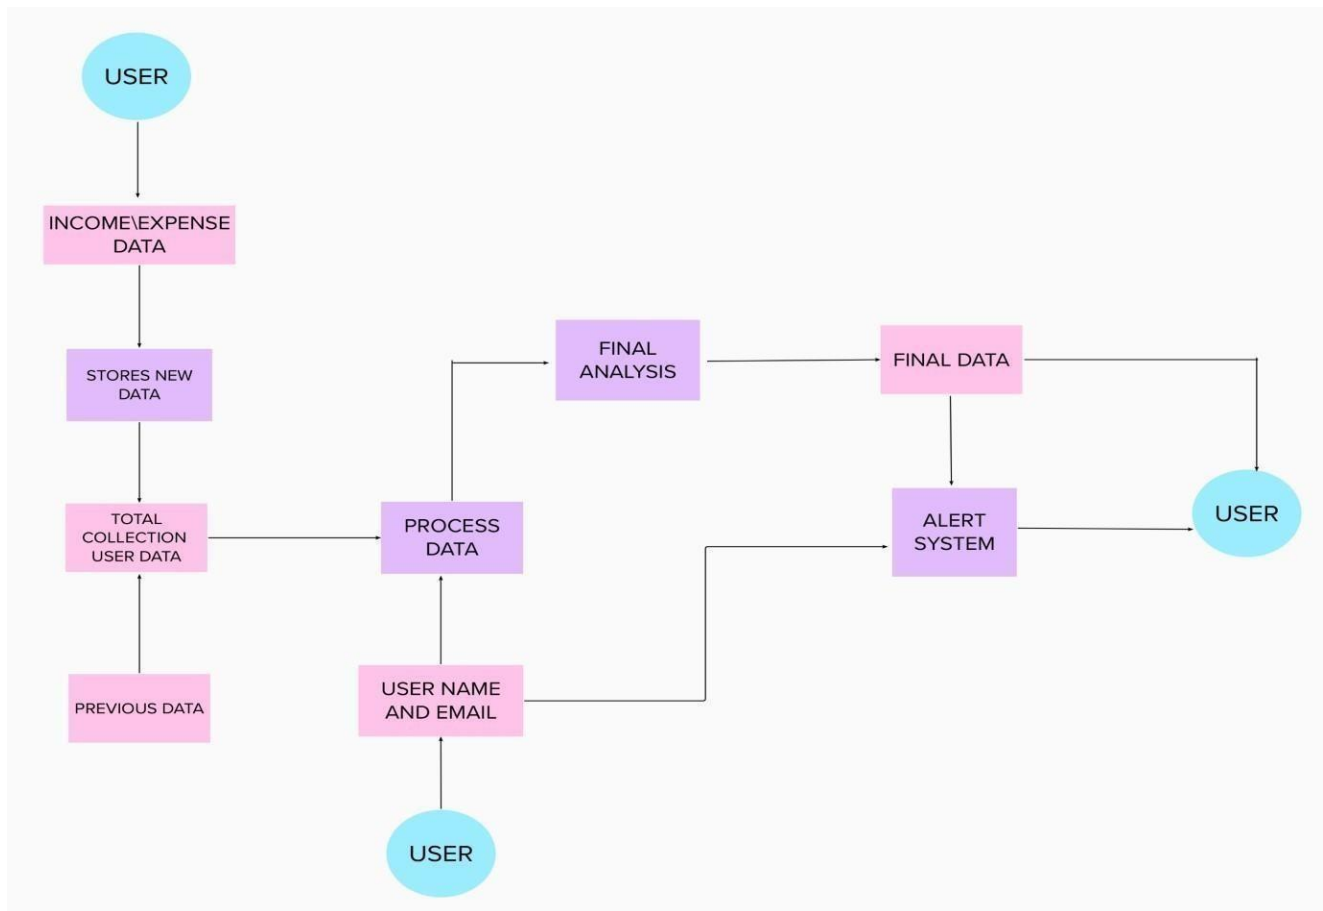 USER
INCOME\EXPENSE
DATA
STORES NEW
DATA
TOTAL
COLLECTION
USER DATA
PREVIOUS DATA
PROCESS
DATA
USER NAME
AND EMAIL
USER
FINAL
ANALYSIS
FINAL DATA
ALERT
SYSTEM
USER